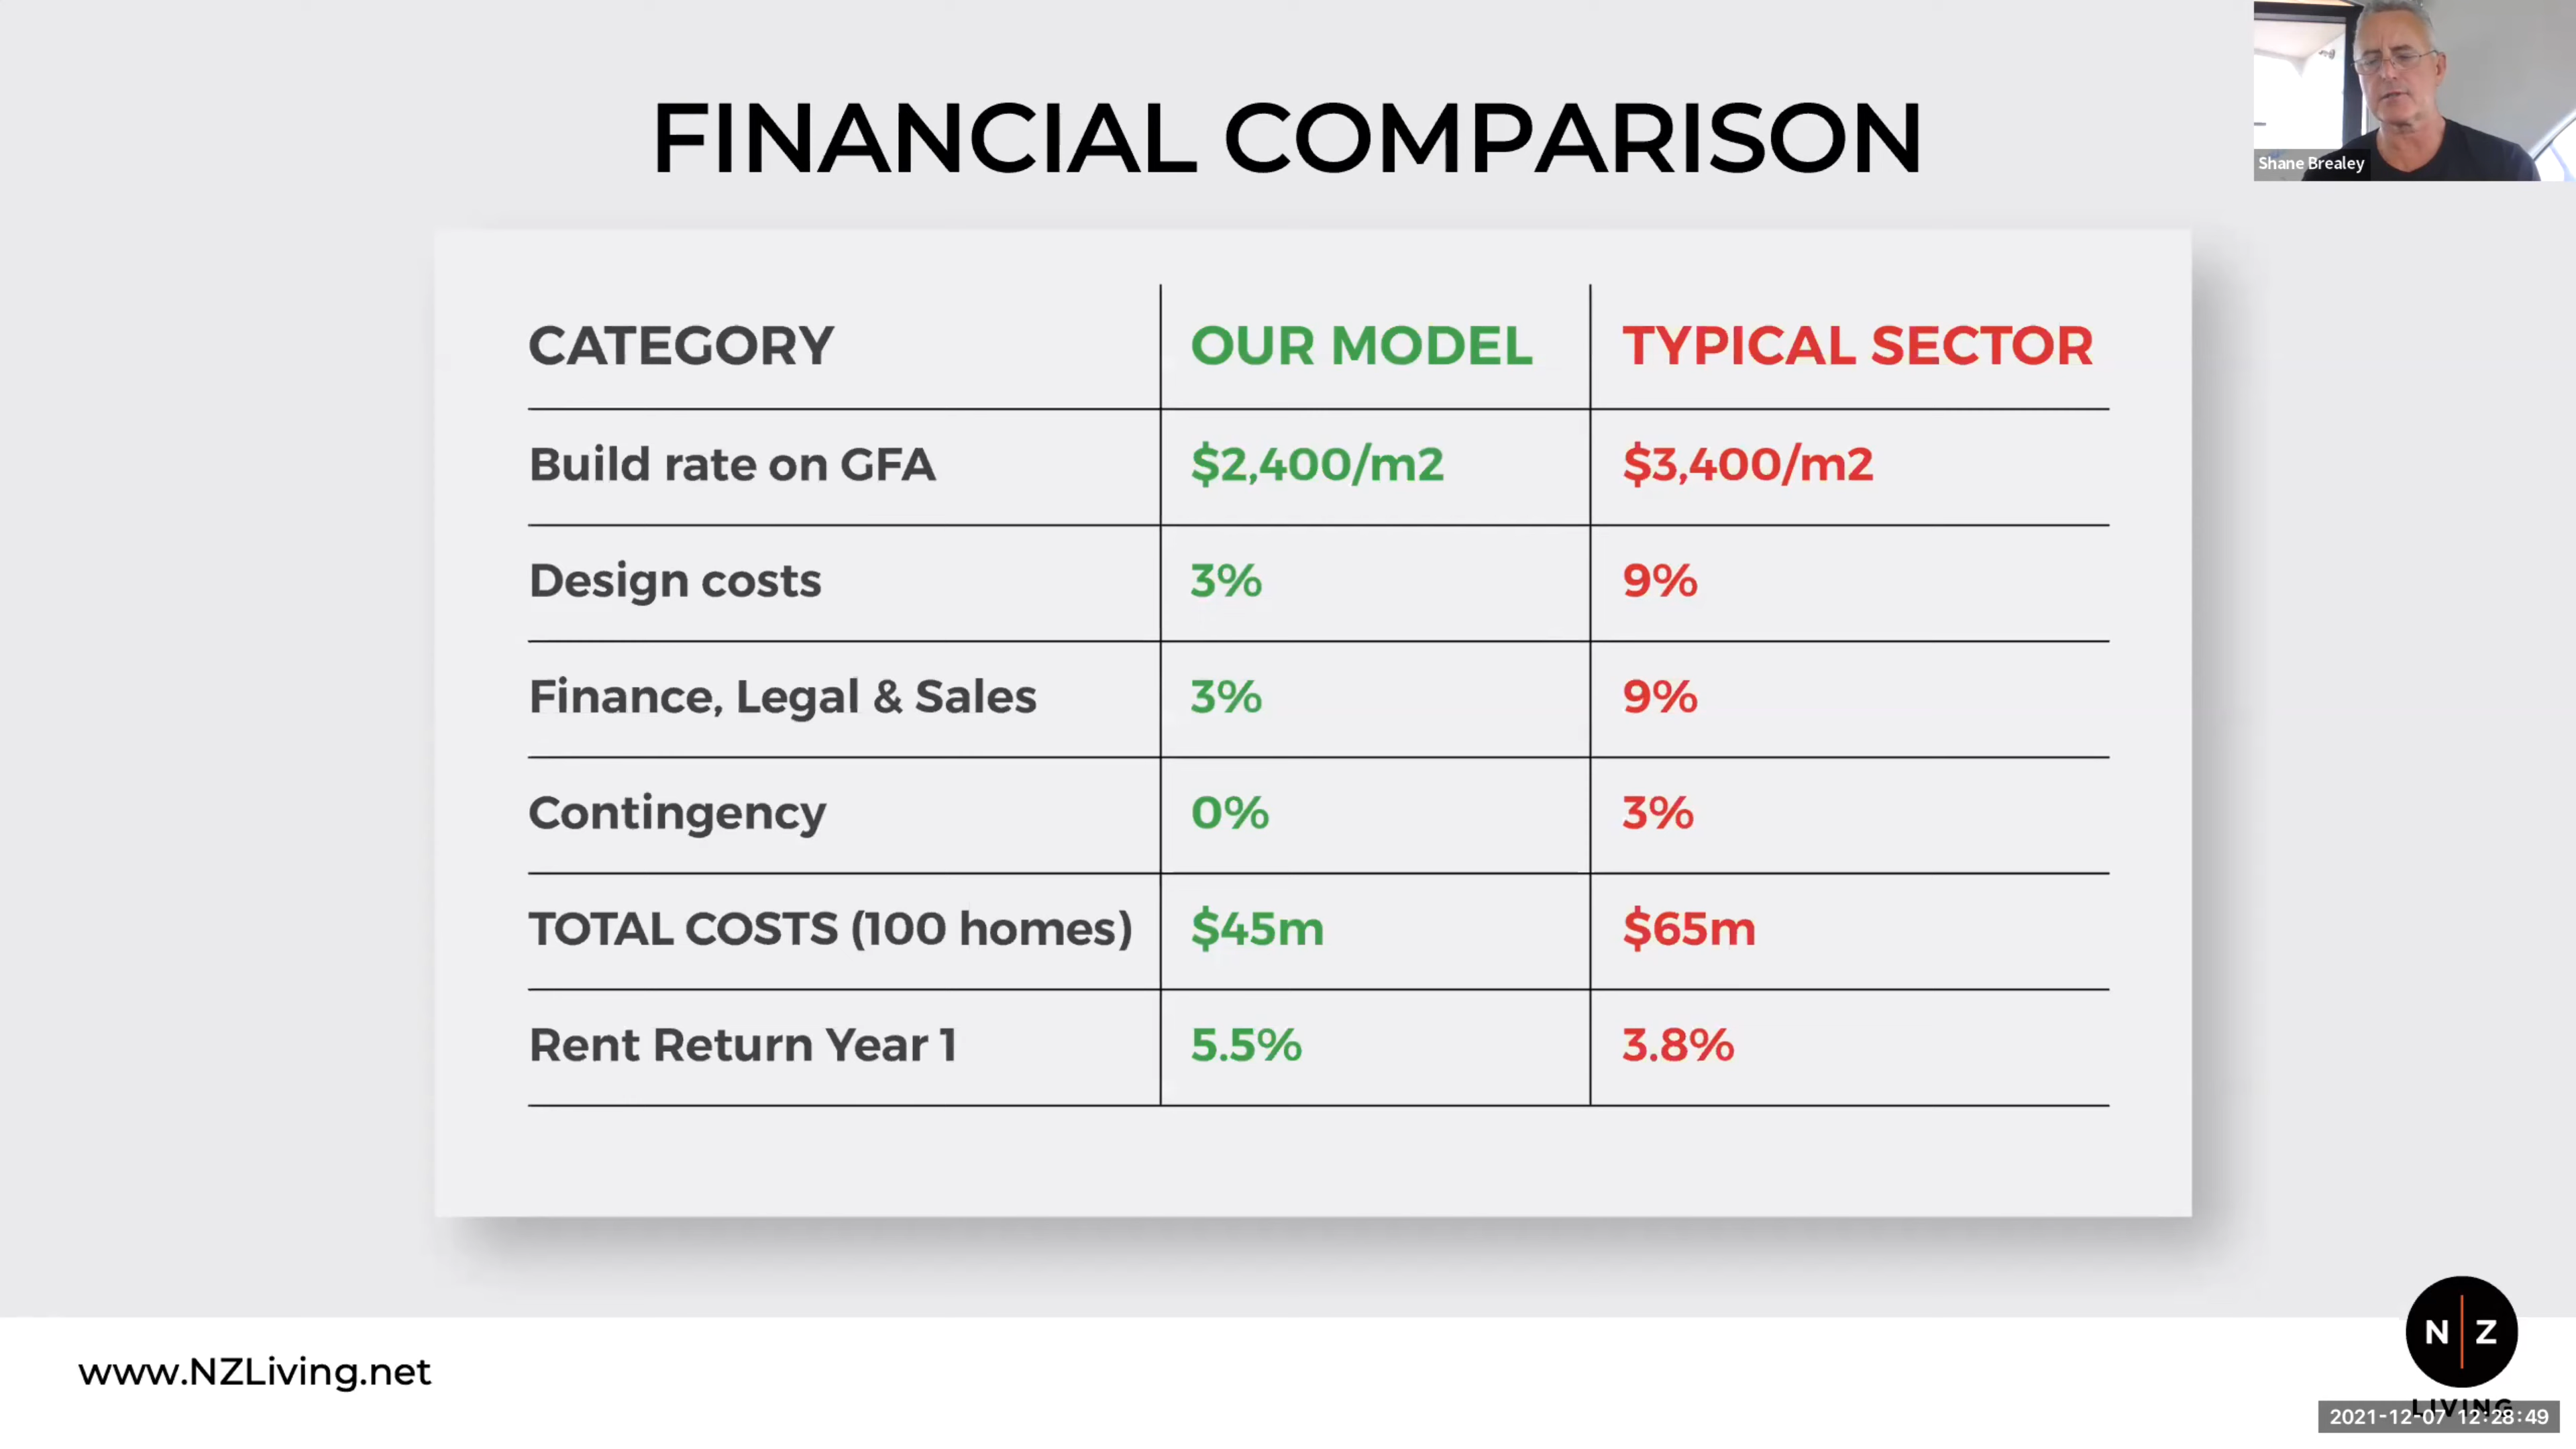 FINANCIAL COMPARISON
Shane Brealey
CATEGORY OUR MODEL TYPICAL SECTOR
Build rate on GFA $2,400/m2 $3,400/m2
Design costs 3% 9%
Finance, Legal & Sales 3% 9%
Contingency 0% 3%
TOTAL COSTS (100 homes) $45m $65m
Rent Return Year 1 5.5% 3.8%
www.NZLiving.net
N Z
LIVING
2021-12-07 12:28:49